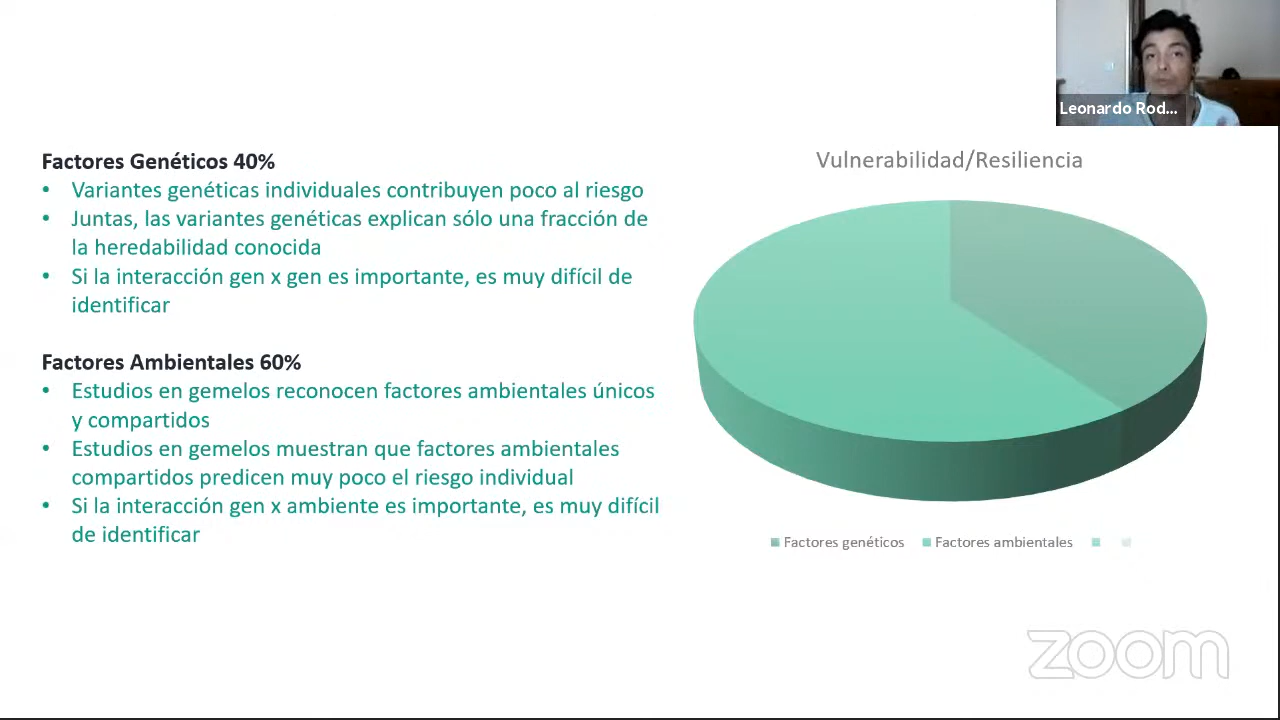 Leonardo Rod...
Factores Genéticos 40%
• Variantes genéticas individuales contribuyen poco al riesgo
• Juntas, las variantes genéticas explican sólo una fracción de
la heredabilidad conocida
• Si la interacción gen x gen es importante, es muy difícil de
identificar
Factores Ambientales 60%
• Estudios en gemelos reconocen factores ambientales únicos
y compartidos
• Estudios en gemelos muestran que factores ambientales
compartidos predicen muy poco el riesgo individual
• Si la interacción gen x ambiente es importante, es muy difícil
de identificar
Vulnerabilidad/Resiliencia
Factores genéticos Factores ambientales
zoom